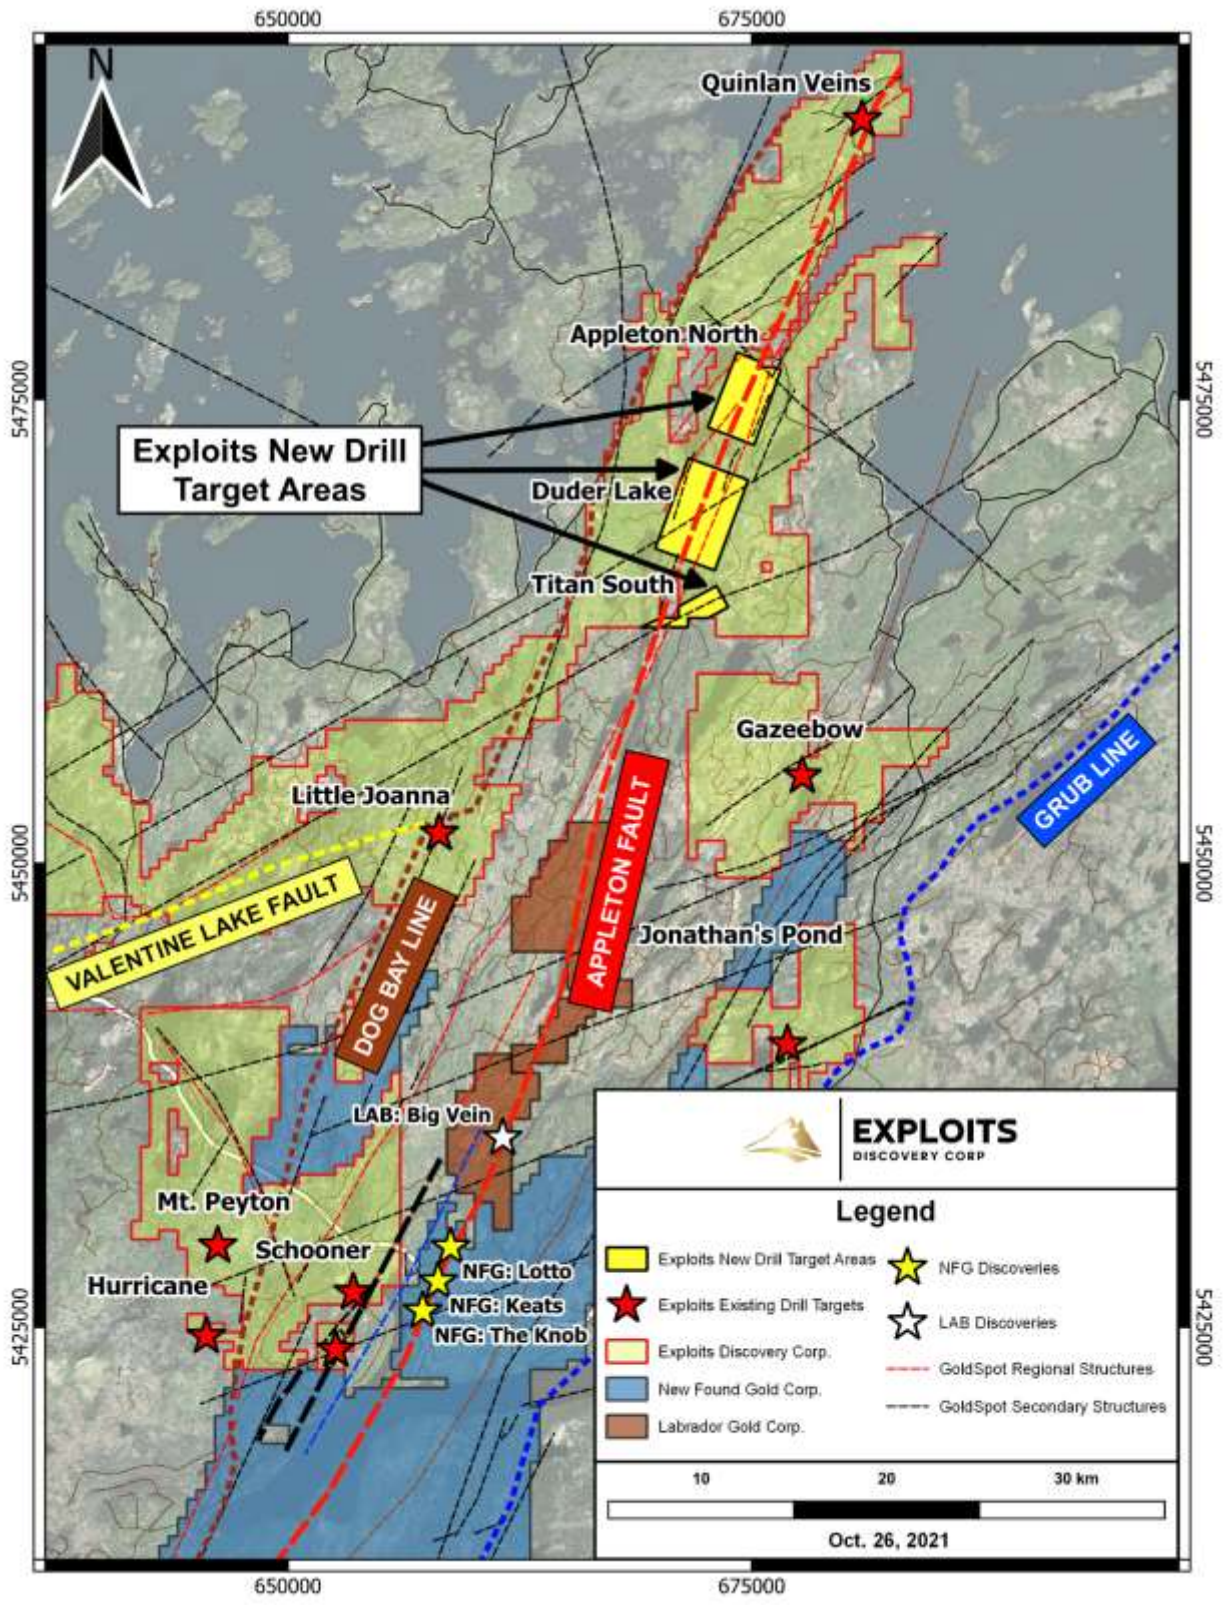 650000
675000
N
Quinlan Veins
Appleton North
5475000
5475000
Exploits New Drill
Target Areas
Duder Lake
Titan South
Gazeebow
GRUB LINE
Little Joanna
APPLETON FAULT
5450000
5450000
VALENTINE LAKE FAULT
DOG BAY LINE
Jonathan's Pond
LAB: Big Vein
Mt. Peyton
Schooner
Hurricane
NFG: Lotto
NFG: Keats
NFG: The Knob
5425000
5425000
EXPLOITS
DISCOVERY CORP
Legend
Exploits New Drill Target Areas
Exploits Existing Drill Targets
Exploits Discovery Corp.
New Found Gold Corp.
Labrador Gold Corp.
NFG Discoveries
LAB Discoveries
GoldSpot Regional Structures
GoldSpot Secondary Structures
10 20 30 km
Oct. 26, 2021
650000
675000